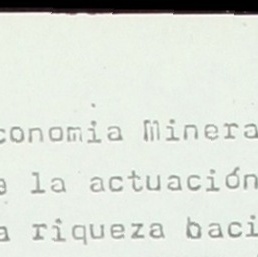 conomia Minera
e la actuación
a riqueza baci